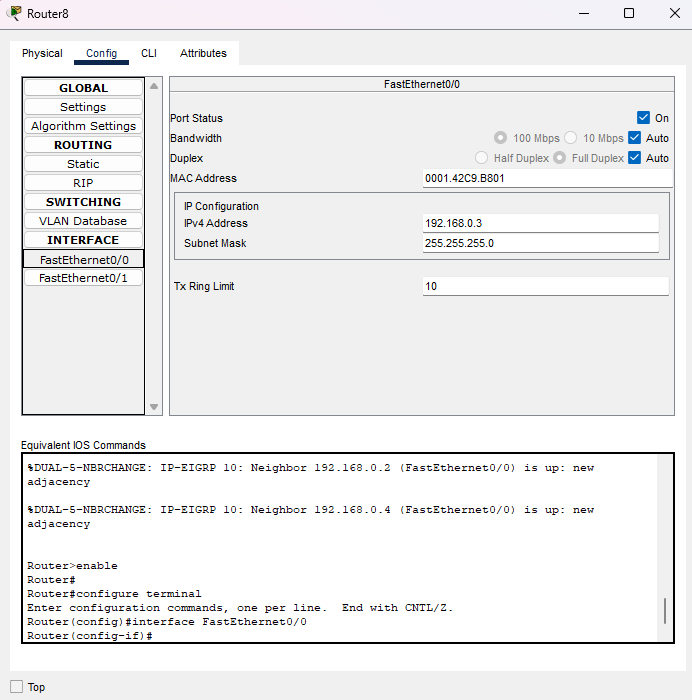 Router8
Physical Config CLI Attributes
GLOBAL
Settings
Algorithm Settings
ROUTING
Static
RIP
SWITCHING
VLAN Database
INTERFACE
FastEthernet0/0
FastEthernet0/1
FastEthernet0/0
Port Status On
Bandwidth 100 Mbps 10 Mbps Auto
Duplex Half Duplex Full Duplex Auto
MAC Address 0001.42C9.B801
IP Configuration
IPv4 Address 192.168.0.3
Subnet Mask 255.255.255.0
Tx Ring Limit 10
Equivalent IOS Commands
%DUAL-5-NBRCHANGE: IP-EIGRP 10: Neighbor 192.168.0.2 (FastEthernet0/0) is up: new
adjacency
%DUAL-5-NBRCHANGE: IP-EIGRP 10: Neighbor 192.168.0.4 (FastEthernet0/0) is up: new
adjacency
Router>enable
Router#
Router#configure terminal
Enter configuration commands, one per line. End with CNTL/Z.
Router(config)#interface FastEthernet0/0
Router(config-if)#
Top